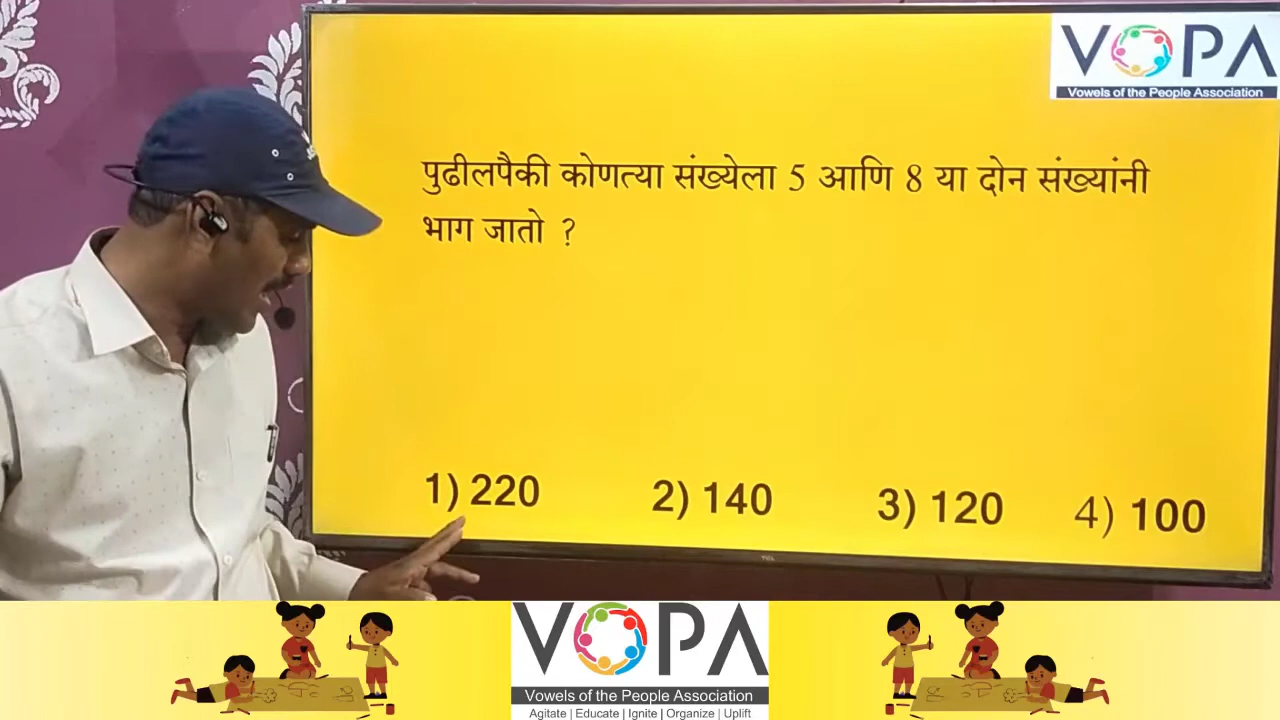 VOPA
Vowels of the People Association
पुढीलपैकी कोणत्या संख्येला 5 आणि 8 या दोन संख्यांनी
भाग जातो ?
1) 220 2) 140 3) 120 4) 100
VOPA
Vowels of the People Association
Agitate | Educate | Ignite | Organize | Uplift